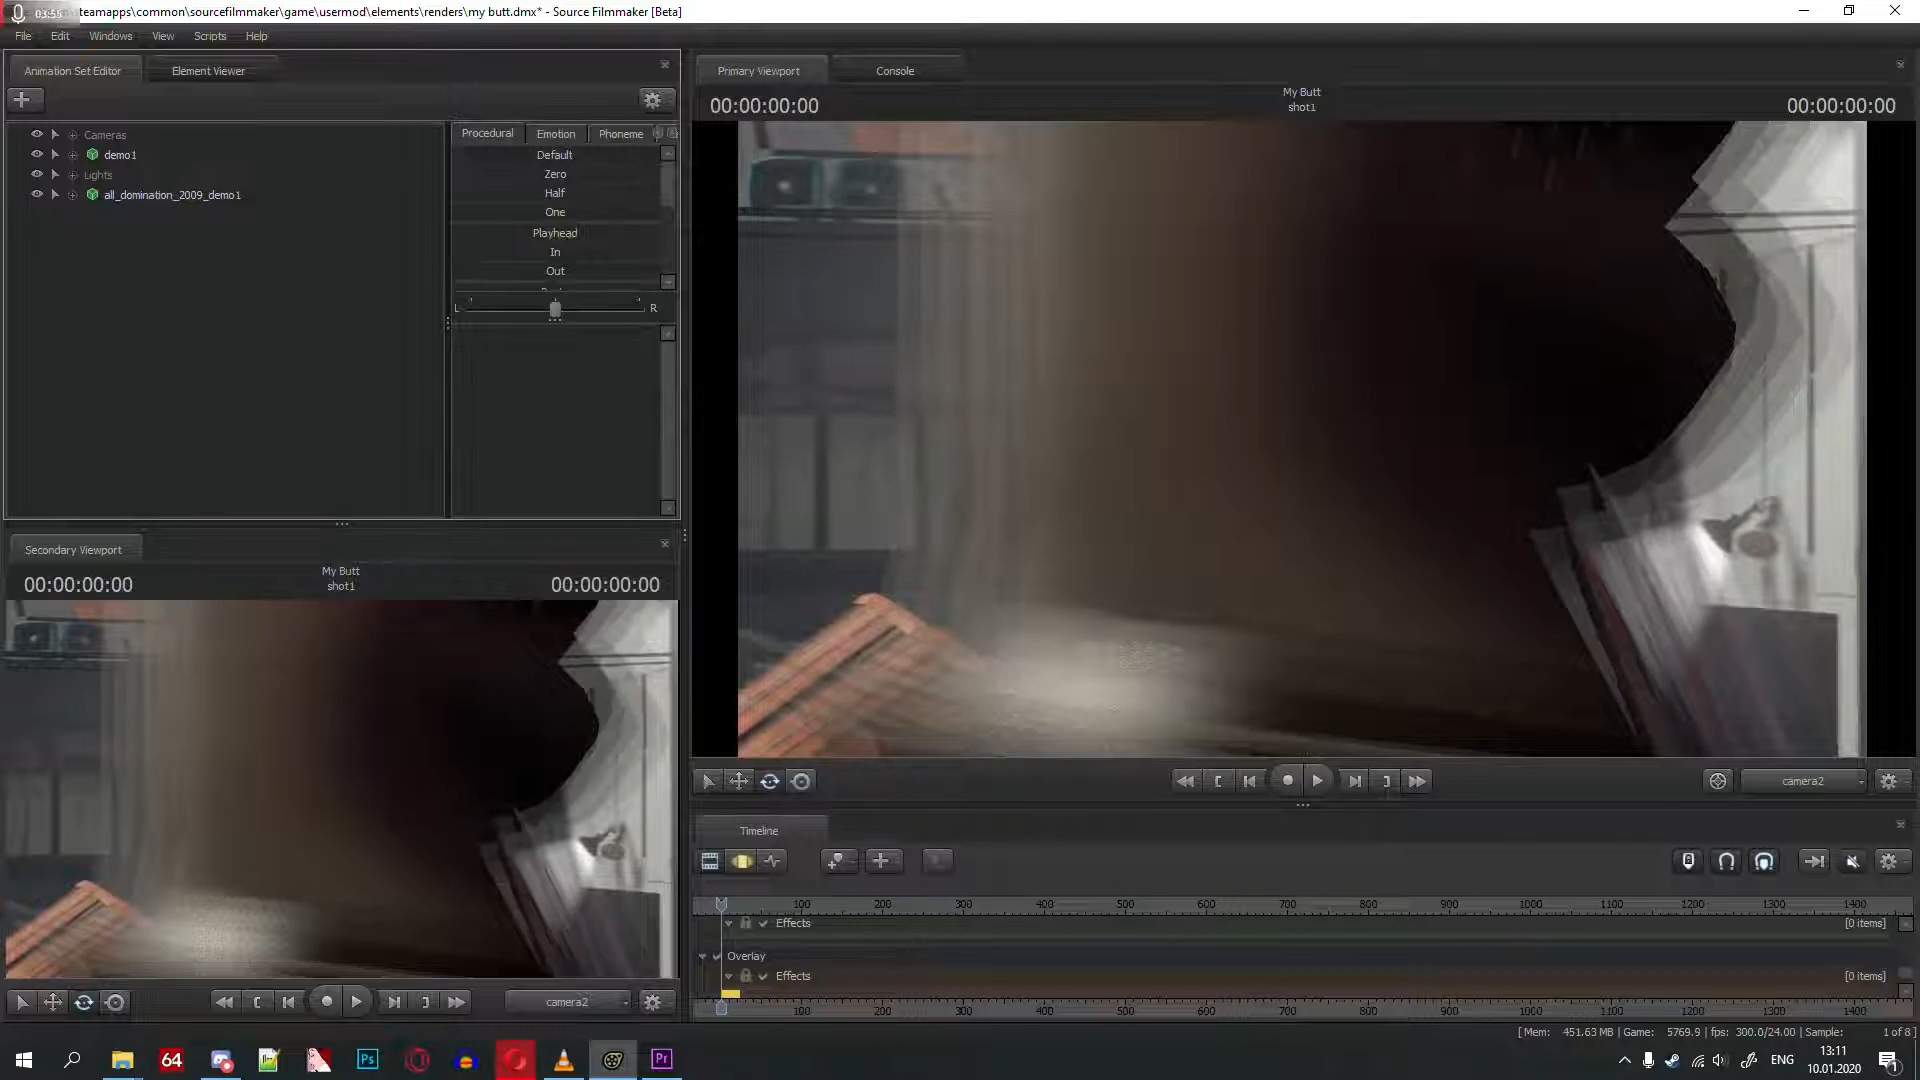 03:55
teamapps\common\sourcefilmmaker\game\usermod\elements\renders\my butt.dmx* - Source Filmmaker [Beta]
File Edit Windows View Scripts Help
Animation Set Editor Element Viewer
Primary Viewport Console
00:00:00:00
My Butt
shot1
00:00:00:00
Cameras
demo1
Lights
all_domination_2009_demo1
Procedural Emotion Phoneme
Default
Zero
Half
One
Playhead
In
Out
L R
Secondary Viewport
00:00:00:00
My Butt
shot1
00:00:00:00
camera2
camera2
Timeline
100 200 300 400 500 600 700 800 900 1000 1100 1200 1300 1400
Effects [0 items]
Overlay
Effects [0 items]
100 200 300 400 500 600 700 800 900 1000 1100 1200 1300 1400
[ Mem: 451.63 MB | Game: 5769.9 | fps: 300.0/24.00 | Sample: 1 of 8 ]
64
Ps
Pr
ENG
13:11
10.01.2020
1